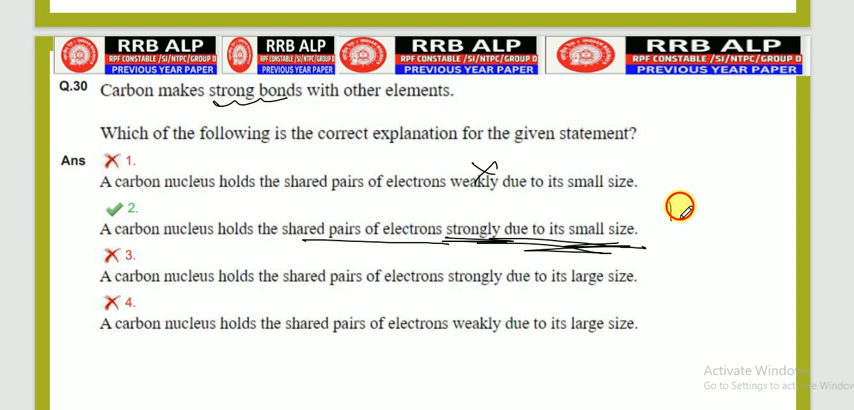 RRB ALP RRB ALP RRB ALP RRB ALP
RPF CONSTABLE /SI/NTPC/GROUP D RPF CONSTABLE /SI/NTPC/GROUP D RPF CONSTABLE /SI/NTPC/GROUP D RPF CONSTABLE /SI/NTPC/GROUP D
PREVIOUS YEAR PAPER PREVIOUS YEAR PAPER PREVIOUS YEAR PAPER PREVIOUS YEAR PAPER
Q.30 Carbon makes strong bonds with other elements.
Which of the following is the correct explanation for the given statement?
Ans 1.
A carbon nucleus holds the shared pairs of electrons weakly due to its small size.
2.
A carbon nucleus holds the shared pairs of electrons strongly due to its small size.
3.
A carbon nucleus holds the shared pairs of electrons strongly due to its large size.
4.
A carbon nucleus holds the shared pairs of electrons weakly due to its large size.
Activate Windows
Go to Settings to activate Window